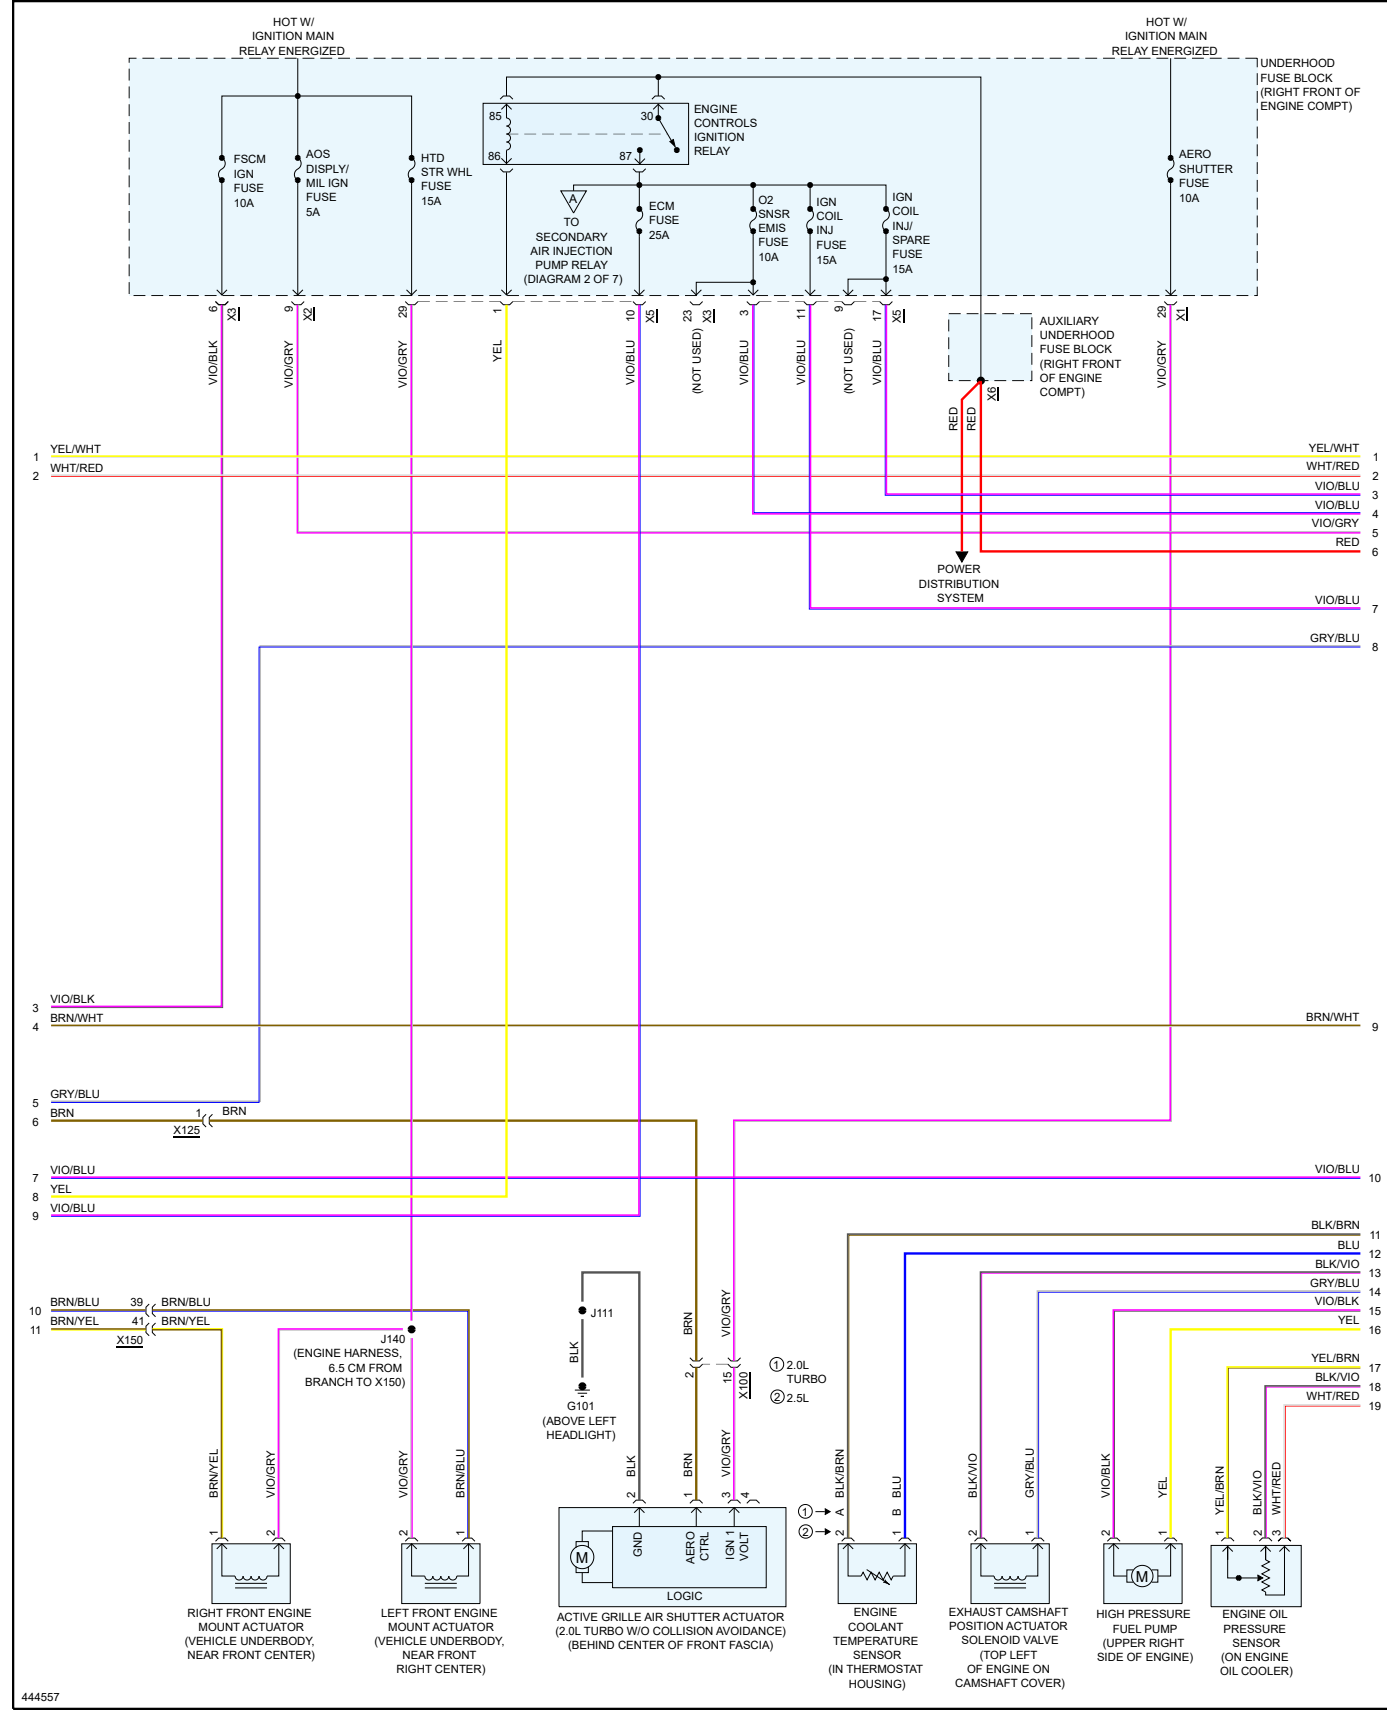 HOT W/
IGNITION MAIN
RELAY ENERGIZED
HOT W/
IGNITION MAIN
RELAY ENERGIZED
UNDERHOOD
FUSE BLOCK
(RIGHT FRONT OF
ENGINE COMPT)
85
30
86
87
ENGINE
CONTROLS
IGNITION
RELAY
FSCM
IGN
FUSE
10A
AOS
DISPLY/
MIL IGN
FUSE
5A
HTD
STR WHL
FUSE
15A
A
TO
SECONDARY
AIR INJECTION
PUMP RELAY
(DIAGRAM 2 OF 7)
ECM
FUSE
25A
O2
SNSR
EMIS
FUSE
10A
IGN
COIL
INJ
FUSE
15A
IGN
COIL
INJ/
SPARE
FUSE
15A
AERO
SHUTTER
FUSE
10A
6 X3
9 X2
29
1
10 X5
23 X3
3
11
9
17 X5
29 X1
VIO/BLK
VIO/GRY
VIO/GRY
YEL
VIO/BLU
(NOT USED)
VIO/BLU
VIO/BLU
(NOT USED)
VIO/BLU
VIO/GRY
AUXILIARY
UNDERHOOD
FUSE BLOCK
(RIGHT FRONT
OF ENGINE
COMPT)
X6
RED
RED
1 YEL/WHT
2 WHT/RED
YEL/WHT 1
WHT/RED 2
VIO/BLU 3
VIO/BLU 4
VIO/GRY 5
RED 6
POWER
DISTRIBUTION
SYSTEM
VIO/BLU 7
GRY/BLU 8
3 VIO/BLK
4 BRN/WHT
BRN/WHT 9
5 GRY/BLU
6 BRN
1 BRN
X125
7 VIO/BLU
VIO/BLU 10
8 YEL
9 VIO/BLU
BLK/BRN 11
BLU 12
BLK/VIO 13
GRY/BLU 14
VIO/BLK 15
YEL 16
YEL/BRN 17
BLK/VIO 18
WHT/RED 19
10 BRN/BLU 39 BRN/BLU
11 BRN/YEL 41 BRN/YEL
X150
J140
(ENGINE HARNESS,
6.5 CM FROM
BRANCH TO X150)
J111
BLK
G101
(ABOVE LEFT
HEADLIGHT)
BRN
VIO/GRY
2
15 X100
1 2.0L
TURBO
2 2.5L
BRN/YEL
VIO/GRY
VIO/GRY
BRN/BLU
BLK
BRN
VIO/GRY
BLK/BRN
BLU
BLK/VIO
GRY/BLU
VIO/BLK
YEL
YEL/BRN
BLK/VIO
WHT/RED
1
2
2
1
2
1
3
4
1 A
B
2 2
1
2
1
2
1
1
2
3
M
GND
AERO
CTRL
IGN 1
VOLT
LOGIC
M
RIGHT FRONT ENGINE
MOUNT ACTUATOR
(VEHICLE UNDERBODY,
NEAR FRONT CENTER)
LEFT FRONT ENGINE
MOUNT ACTUATOR
(VEHICLE UNDERBODY,
NEAR FRONT
RIGHT CENTER)
ACTIVE GRILLE AIR SHUTTER ACTUATOR
(2.0L TURBO W/O COLLISION AVOIDANCE)
(BEHIND CENTER OF FRONT FASCIA)
ENGINE
COOLANT
TEMPERATURE
SENSOR
(IN THERMOSTAT
HOUSING)
EXHAUST CAMSHAFT
POSITION ACTUATOR
SOLENOID VALVE
(TOP LEFT
OF ENGINE ON
CAMSHAFT COVER)
HIGH PRESSURE
FUEL PUMP
(UPPER RIGHT
SIDE OF ENGINE)
ENGINE OIL
PRESSURE
SENSOR
(ON ENGINE
OIL COOLER)
444557